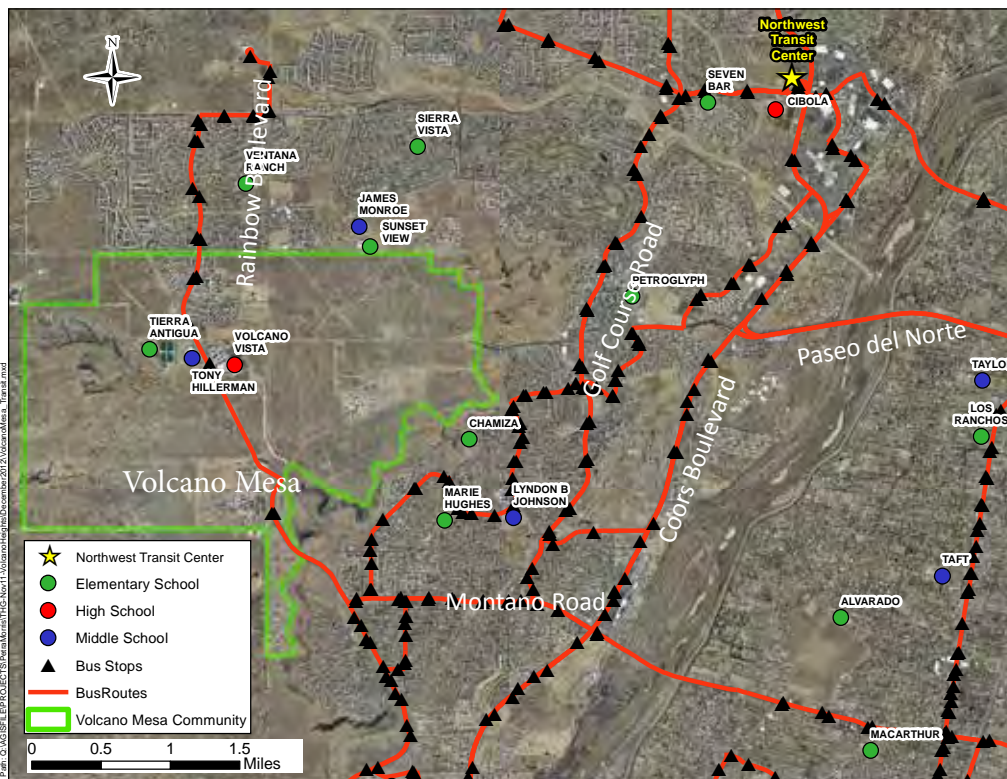 Northwest
Transit
Center
N
SEVEN
BAR
CIBOLA
SIERRA
VISTA
VENTANA
RANCH
Rainbow Boulevard
JAMES
MONROE
SUNSET
VIEW
Golf Course Road
PETROGLYPH
TIERRA
ANTIGUA
VOLCANO
VISTA
TONY
HILLERMAN
Paseo del Norte
TAYLO
LOS
RANCHOS
CHAMIZA
Coors Boulevard
Volcano Mesa
MARIE
HUGHES
LYNDON B
JOHNSON
TAFT
Montano Road
ALVARADO
MACARTHUR
Northwest Transit Center
Elementary School
High School
Middle School
Bus Stops
BusRoutes
Volcano Mesa Community
0 0.5 1 1.5
Miles